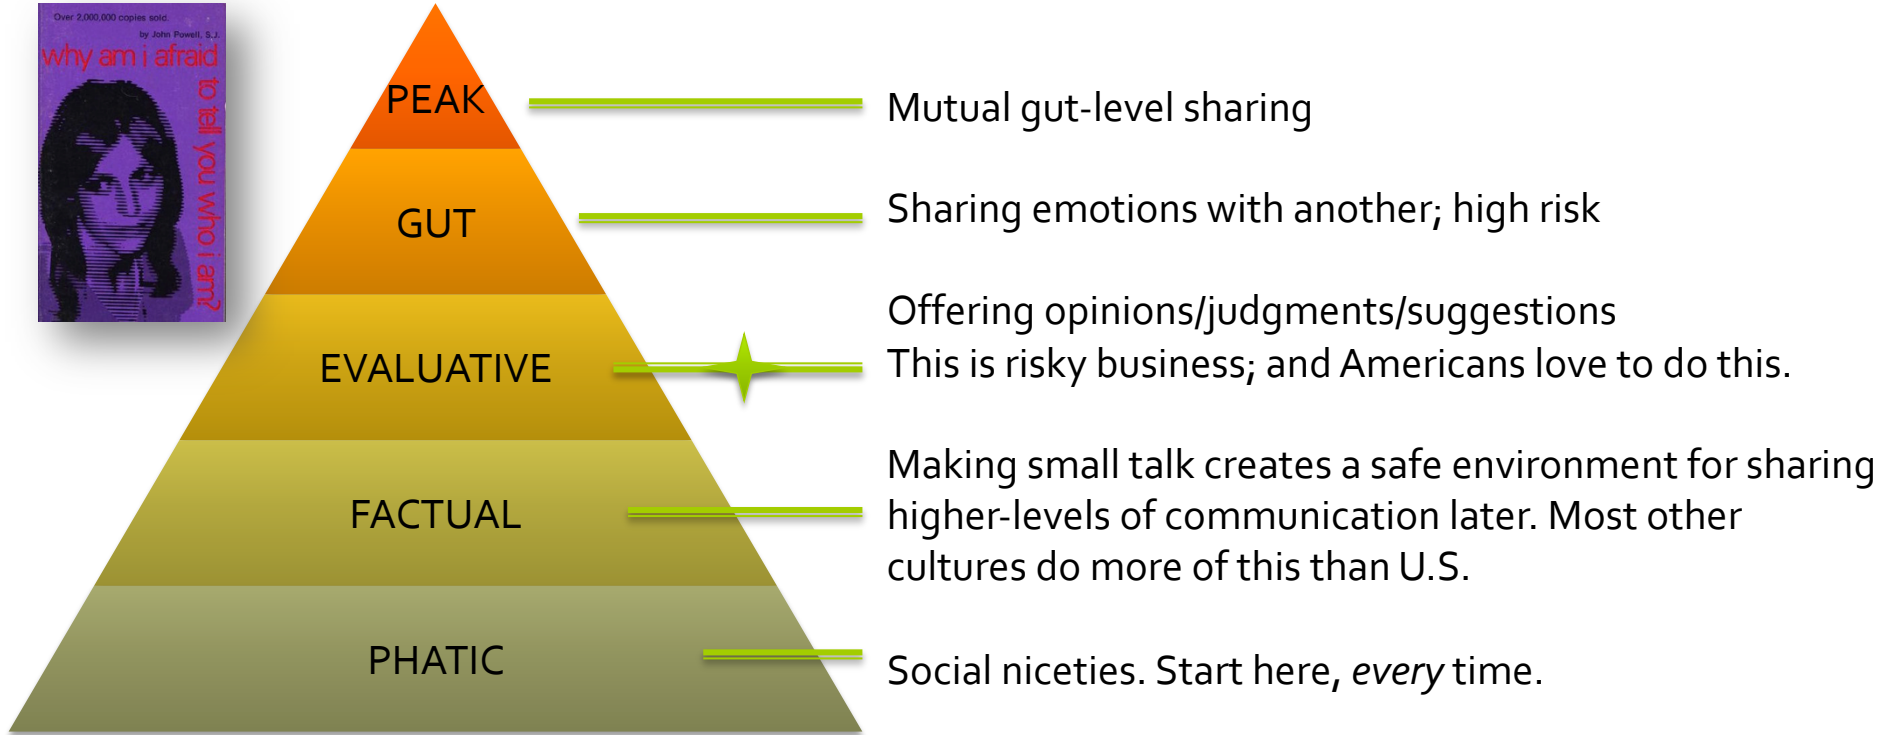 Over 2,000,000 copies sold.
by John Powell, S.J.
why am i afraid
to tell you who i am?
PEAK
Mutual gut-level sharing
GUT
Sharing emotions with another; high risk
EVALUATIVE
Offering opinions/judgments/suggestions
This is risky business; and Americans love to do this.
FACTUAL
Making small talk creates a safe environment for sharing
higher-levels of communication later. Most other
cultures do more of this than U.S.
PHATIC
Social niceties. Start here, every time.